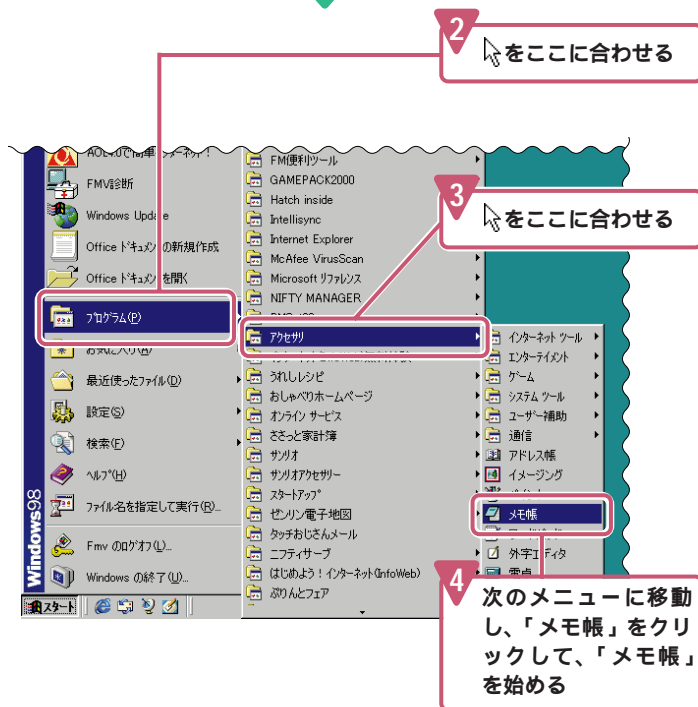 2
をここに合わせる
AOL4.0で簡単インターネット!
FMV診断
Windows Update
Office ドキュメントの新規作成
Office ドキュメントを開く
プログラム(P)
お気に入り(A)
最近使ったファイル(D)
設定(S)
検索(F)
ヘルプ(H)
ファイル名を指定して実行(R)...
Fmv のログオフ(L)...
Windows の終了(U)...
Windows98
スタート
FM便利ツール
GAMEPACK2000
Hatch inside
Intellisync
Internet Explorer
McAfee VirusScan
Microsoft リファレンス
NIFTY MANAGER
アクセサリ
うれしレシピ
おしゃべりホームページ
オンライン サービス
ささっと家計簿
サンリオ
サンリオアクセサリー
スタートアップ
ゼンリン電子地図
タッチおじさんメール
ニフティサーブ
はじめよう!インターネット(InfoWeb)
ぷりんとフェア
3
をここに合わせる
インターネット ツール
エンターテイメント
ゲーム
システム ツール
ユーザー補助
通信
アドレス帳
イメージング
メモ帳
外字エディタ
電卓
4
次のメニューに移動
し、「メモ帳」をクリ
ックして、「メモ帳」
を始める